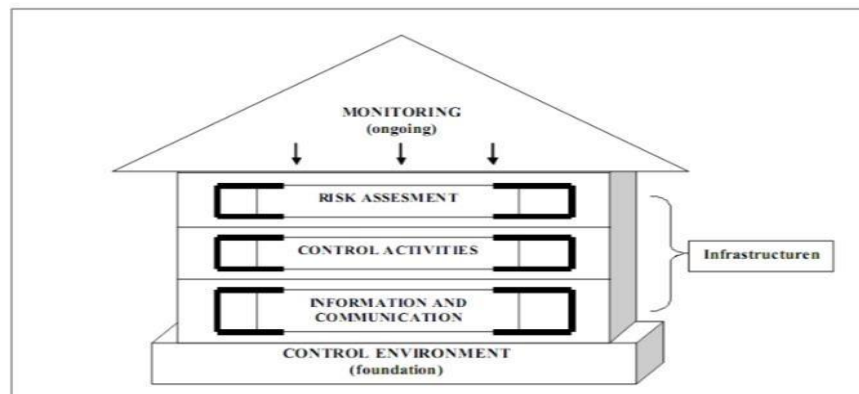 MONITORING
(ongoing)
RISK ASSESMENT
CONTROL ACTIVITIES
Infrastructuren
INFORMATION AND
COMMUNICATION
CONTROL ENVIRONMENT
(foundation)